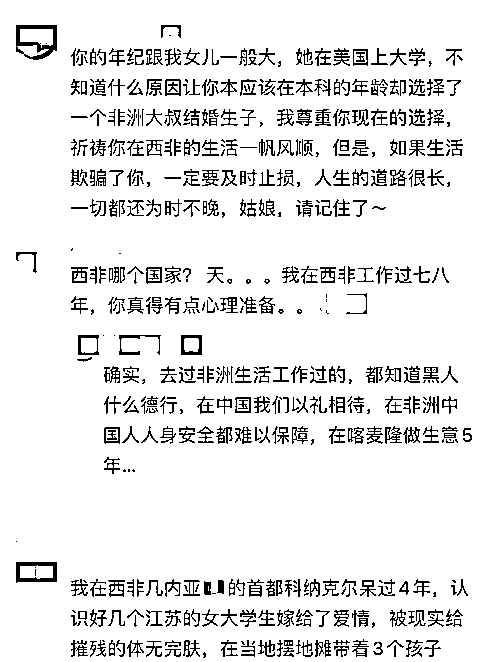 你的年纪跟我女儿一般大，她在美国上大学，不
知道什么原因让你本应该在本科的年龄却选择了
一个非洲大叔结婚生子，我尊重你现在的选择，
祈祷你在西非的生活一帆风顺，但是，如果生活
欺骗了你，一定要及时止损，人生的道路很长，
一切都还为时不晚，姑娘，请记住了～
西非哪个国家？ 天。。。我在西非工作过七八
年，你真得有点心理准备。。
确实，去过非洲生活工作过的，都知道黑人
什么德行，在中国我们以礼相待，在非洲中
国人人身安全都难以保障，在喀麦隆做生意5
年...
我在西非几内亚的首都科纳克尔呆过4年，认
识好几个江苏的女大学生嫁给了爱情，被现实给
摧残的体无完肤，在当地摆地摊带着3个孩子